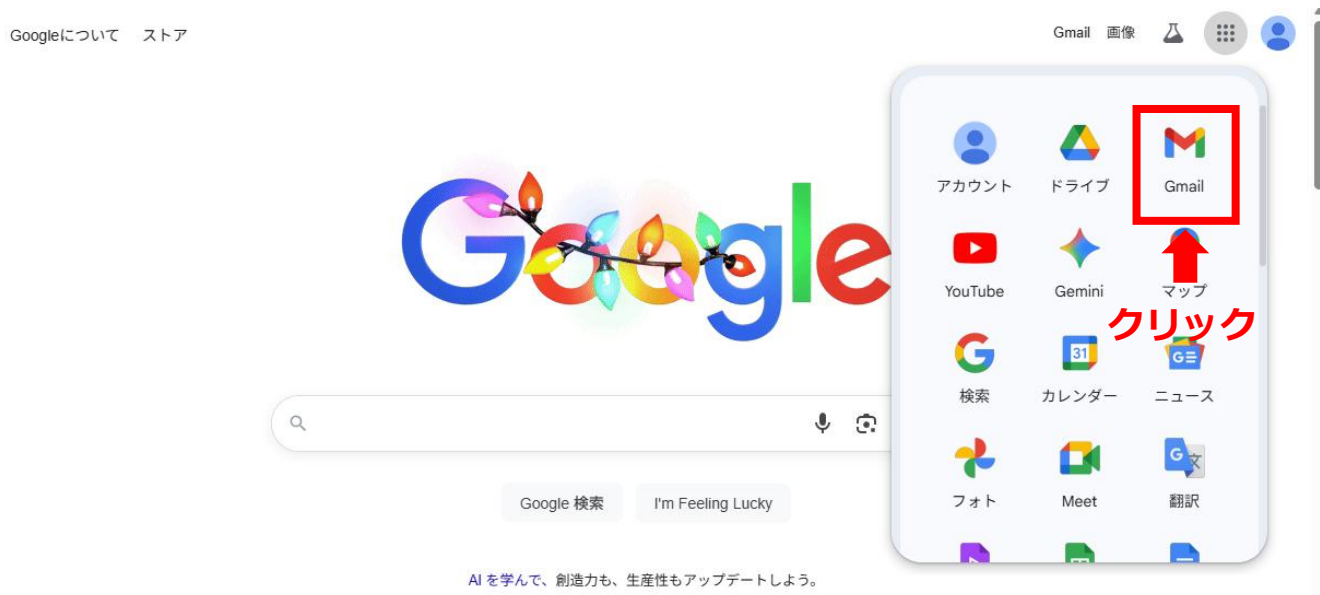 Googleについて ストア
Gmail 画像
Google
アカウント ドライブ Gmail
YouTube Gemini マップ
クリック
検索 カレンダー ニュース
フォト Meet 翻訳
Google 検索 I'm Feeling Lucky
AI を学んで、創造力も、生産性もアップデートしよう。